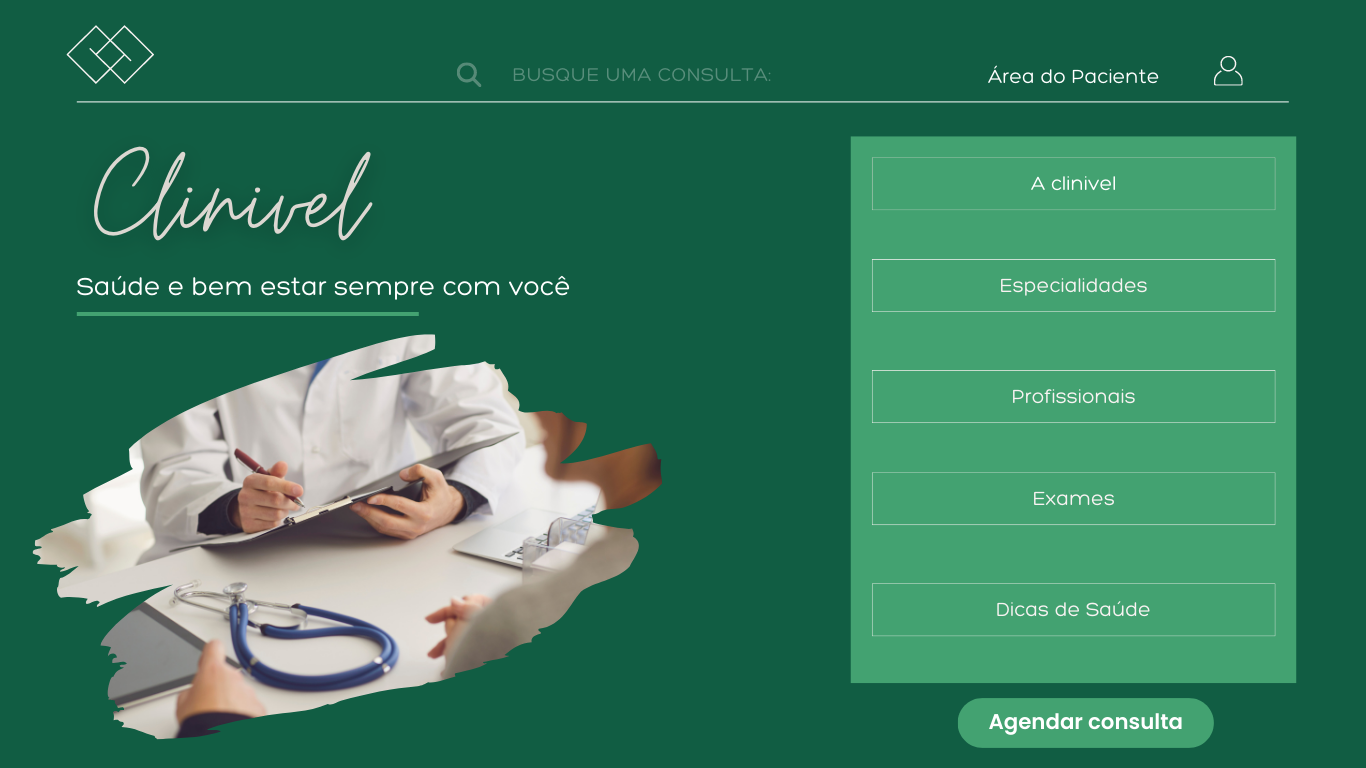 BUSQUE UMA CONSULTA:
Área do Paciente
Clinivel
Saúde e bem estar sempre com você
A clinivel
Especialidades
Profissionais
Exames
Dicas de Saúde
Agendar consulta